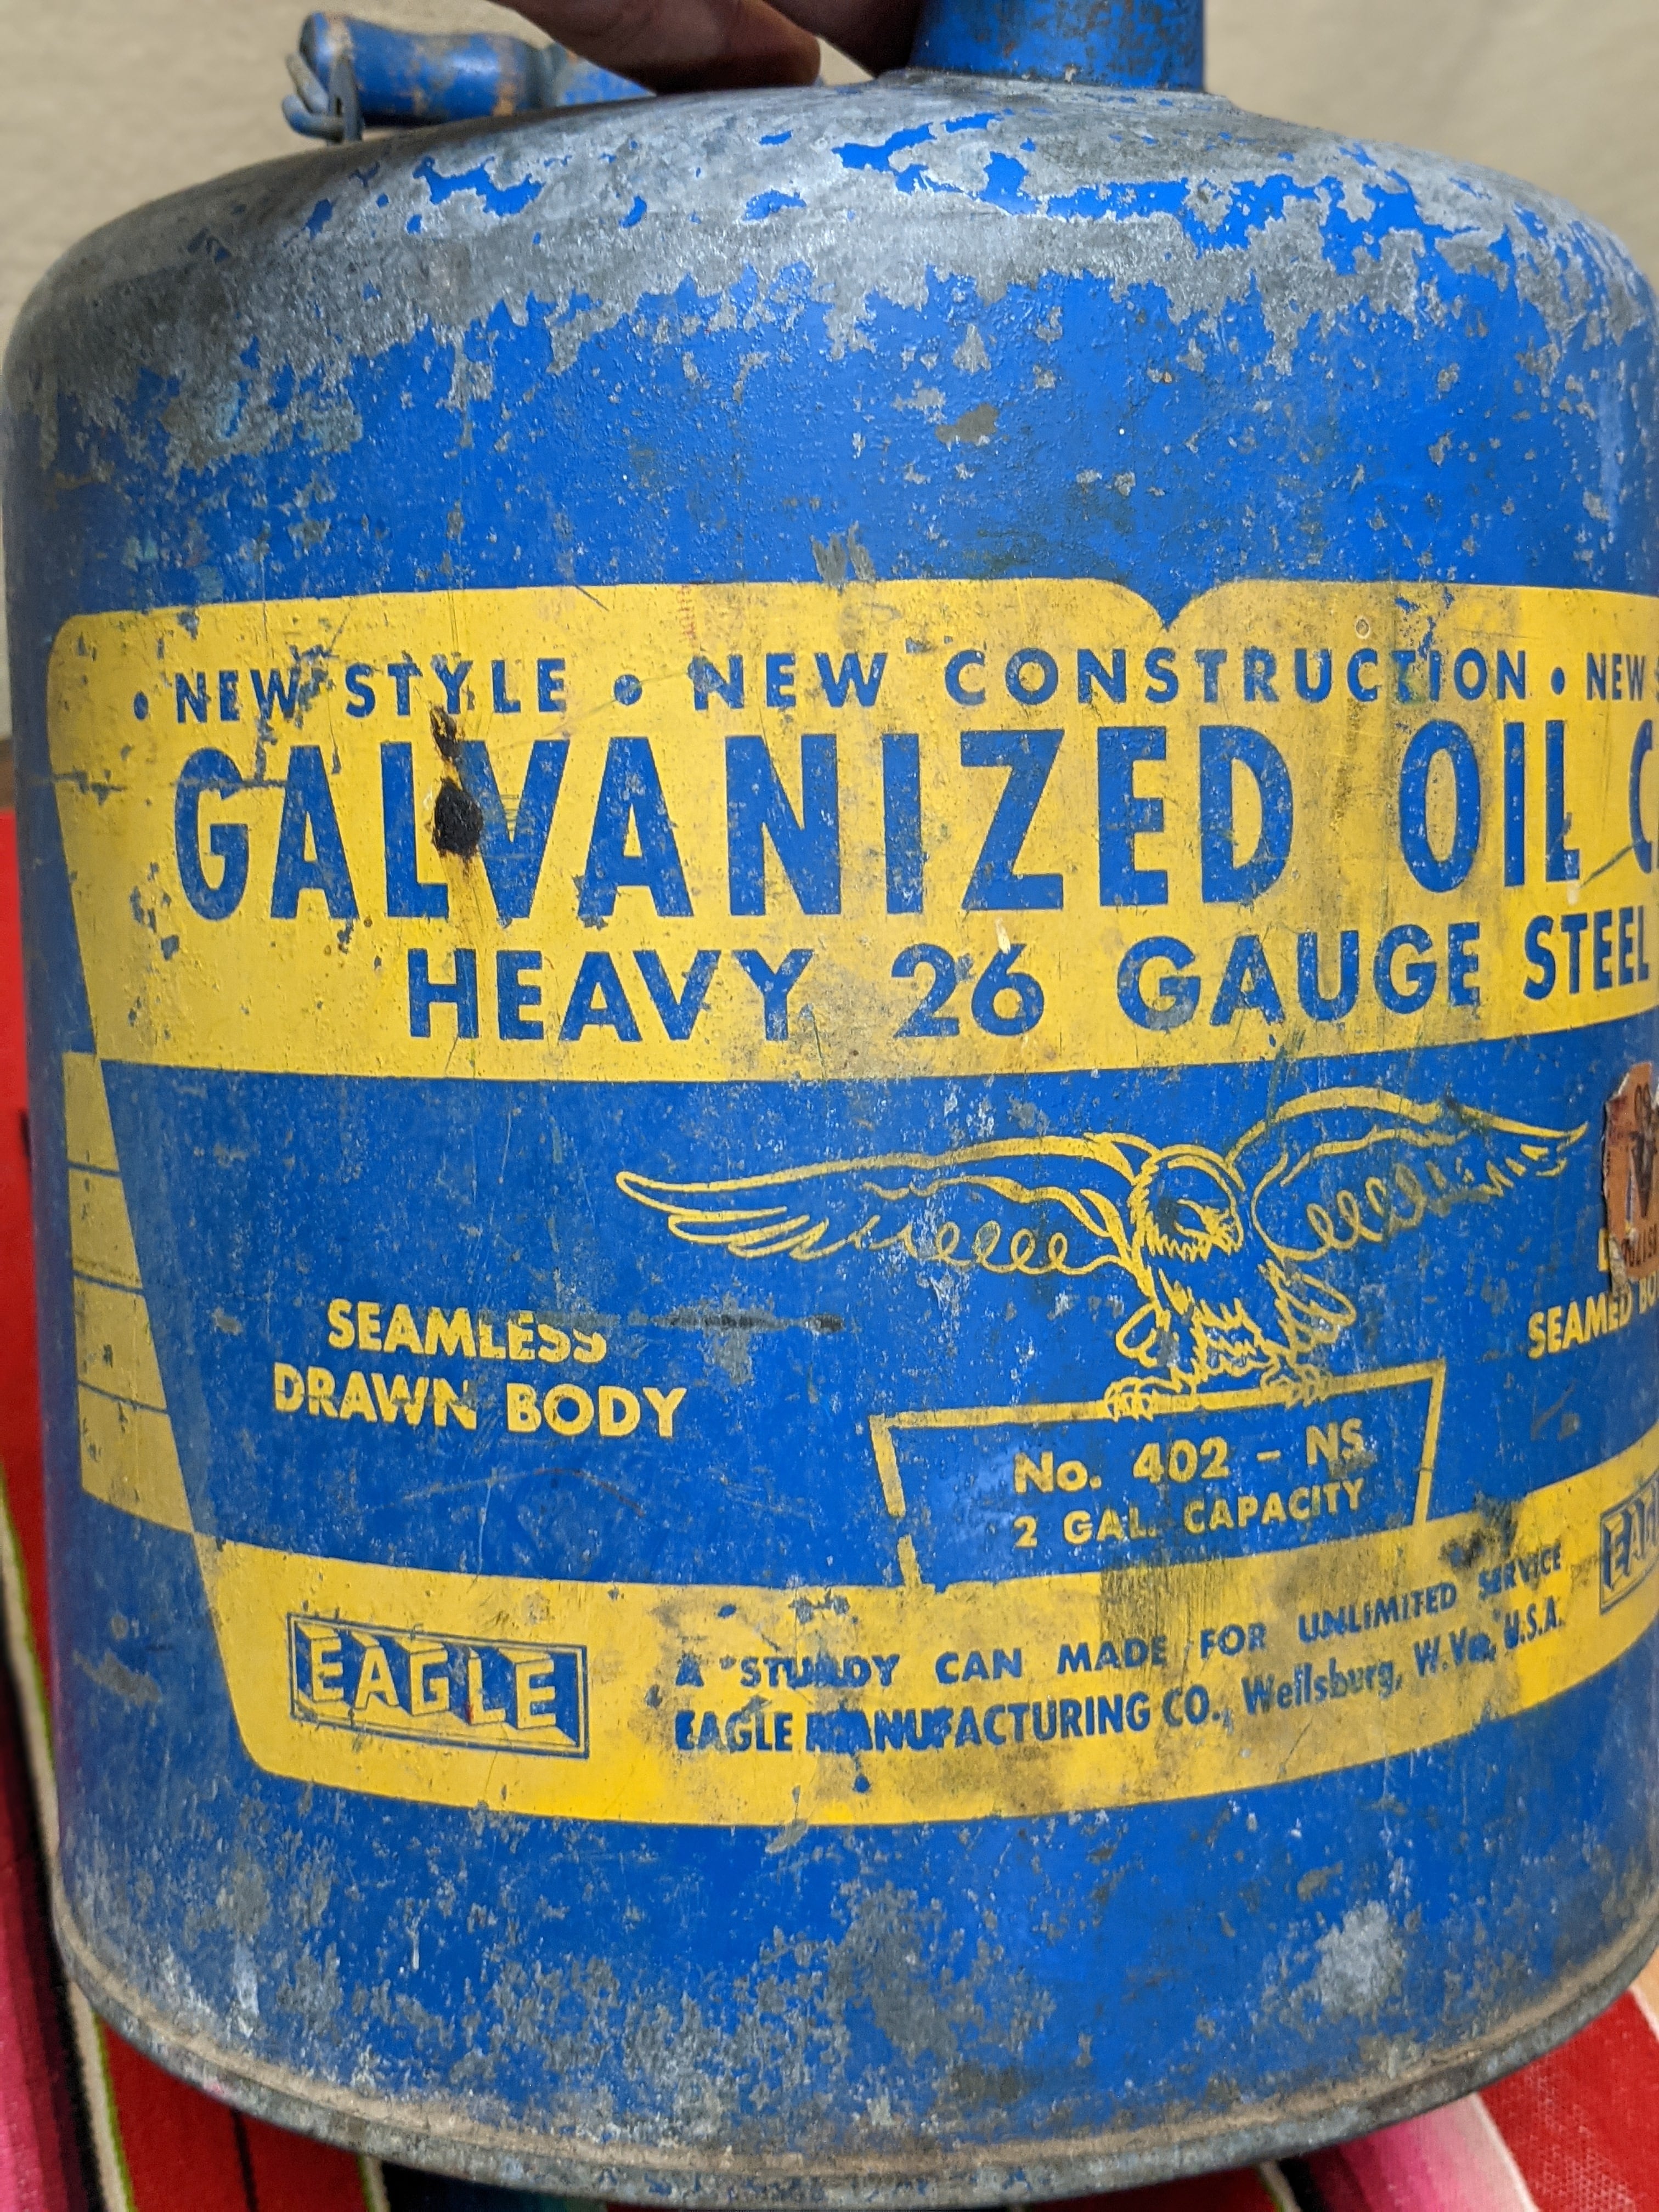 • NEW STYLE • NEW CONSTRUCTION • NEW
GALVANIZED OIL
HEAVY 26 GAUGE STEEL
SEAMLESS
DRAWN BODY
SEAMED
No. 402 - NS
2 GAL. CAPACITY
EAGLE
A STURDY CAN MADE FOR UNLIMITED SERVICE
EAGLE MANUFACTURING CO., Wellsburg, W.Va., U.S.A.